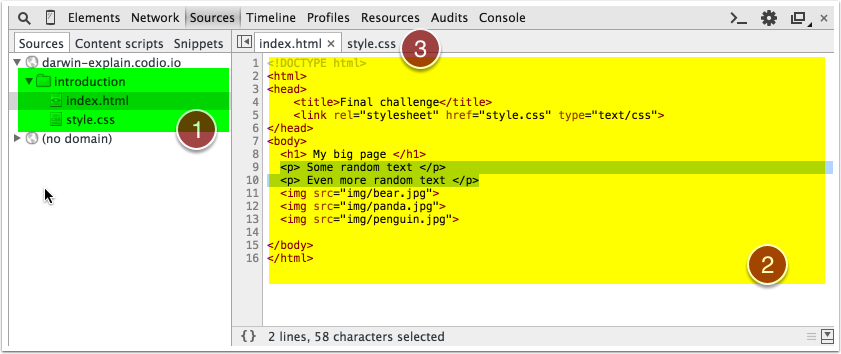 Elements Network Sources Timeline Profiles Resources Audits Console
Sources Content scripts Snippets
index.html × style.css
3
darwin-explain.codio.io
introduction
index.html
style.css
1
(no domain)
1 <!DOCTYPE html>
2 <html>
3 <head>
4     <title>Final challenge</title>
5     <link rel="stylesheet" href="style.css" type="text/css">
6 </head>
7 <body>
8   <h1> My big page </h1>
9   <p> Some random text </p>
10   <p> Even more random text </p>
11   <img src="img/bear.jpg">
12   <img src="img/panda.jpg">
13   <img src="img/penguin.jpg">
14
15 </body>
16 </html>
2
{} 2 lines, 58 characters selected